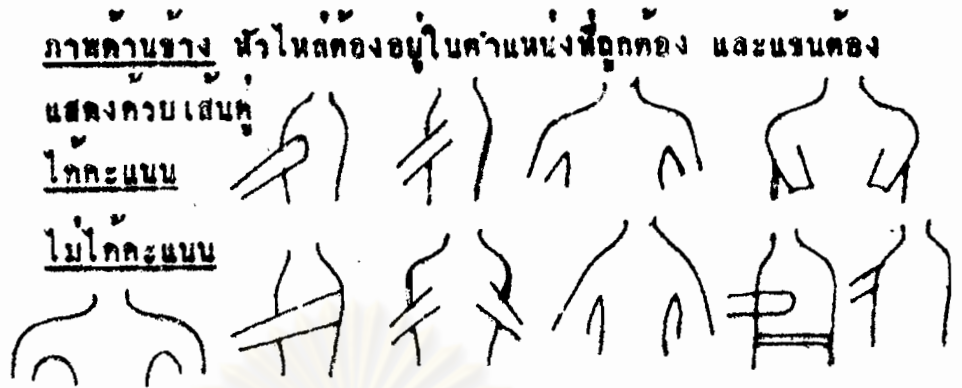 ภาพด้านข้าง หัวไหล่ต้องอยู่ในตำแหน่งที่ถูกต้อง และแขนต้อง
แสดงด้วยเส้นคู่
ได้คะแนน
ไม่ได้คะแนน